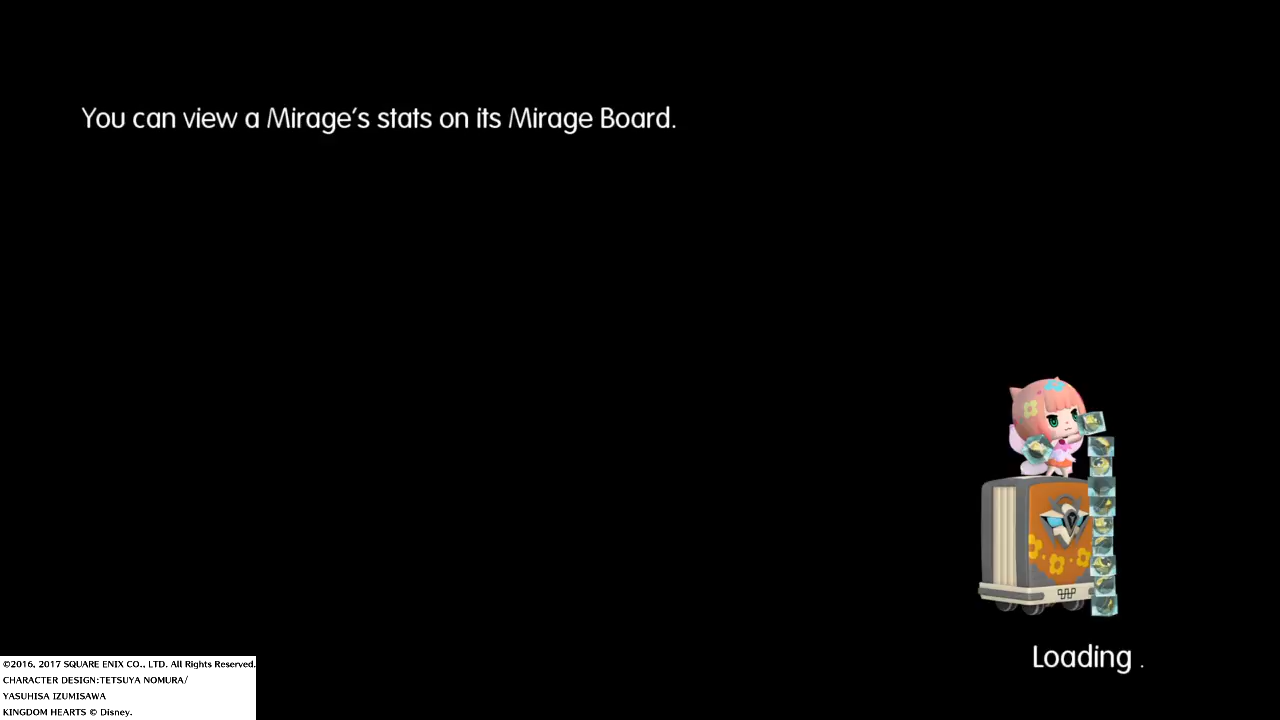 You can view a Mirage's stats on its Mirage Board.
Loading .
©2016, 2017 SQUARE ENIX CO., LTD. All Rights Reserved.
CHARACTER DESIGN:TETSUYA NOMURA/
YASUHISA IZUMISAWA
KINGDOM HEARTS © Disney.